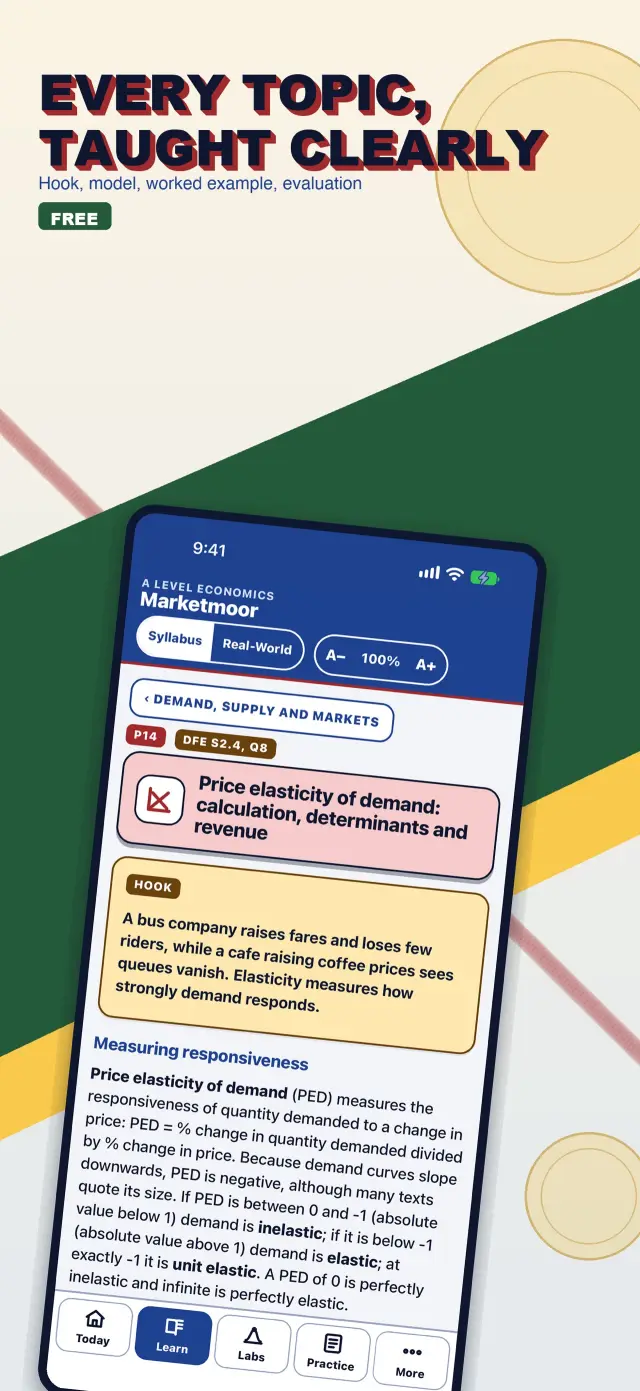 EVERY TOPIC,
TAUGHT CLEARLY
Hook, model, worked example, evaluation
FREE
9:41
A LEVEL ECONOMICS
Marketmoor
Syllabus
Real-World
A−
100%
A+
‹ DEMAND, SUPPLY AND MARKETS
P14
DFE S2.4, Q8
Price elasticity of demand:
calculation, determinants and
revenue
HOOK
A bus company raises fares and loses few
riders, while a cafe raising coffee prices sees
queues vanish. Elasticity measures how
strongly demand responds.
Measuring responsiveness
Price elasticity of demand (PED) measures the
responsiveness of quantity demanded to a change in
price: PED = % change in quantity demanded divided
by % change in price. Because demand curves slope
downwards, PED is negative, although many texts
quote its size. If PED is between 0 and -1 (absolute
value below 1) demand is inelastic; if it is below -1
(absolute value above 1) demand is elastic; at
exactly -1 it is unit elastic. A PED of 0 is perfectly
inelastic and infinite is perfectly elastic.
Today
Learn
Labs
Practice
More